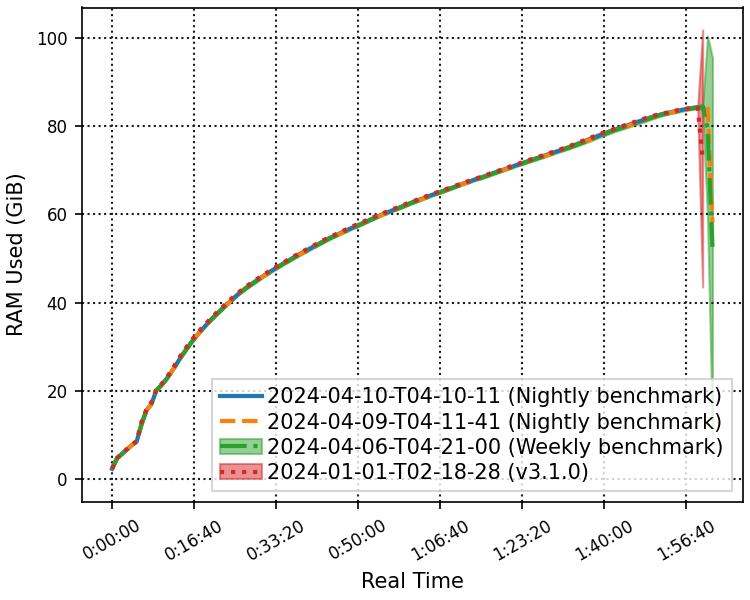 100
80
60
40
20
0
RAM Used (GiB)
2024-04-10-T04-10-11 (Nightly benchmark)
2024-04-09-T04-11-41 (Nightly benchmark)
2024-04-06-T04-21-00 (Weekly benchmark)
2024-01-01-T02-18-28 (v3.1.0)
0:00:00 0:16:40 0:33:20 0:50:00 1:06:40 1:23:20 1:40:00 1:56:40
Real Time